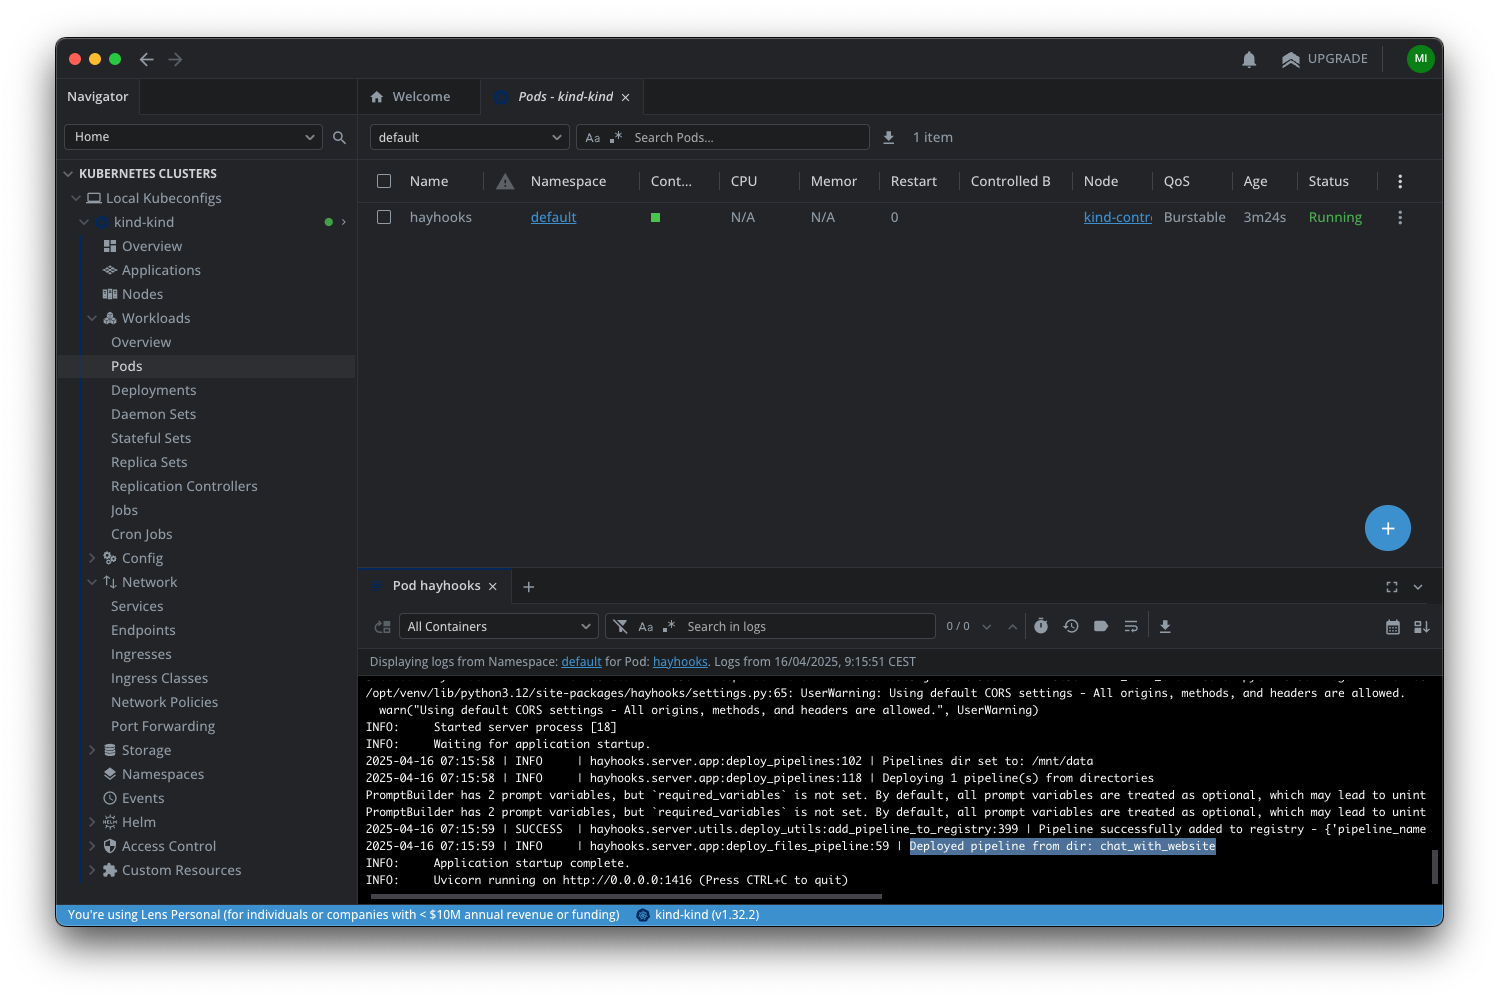 UPGRADE
MI
Navigator
Welcome
Pods - kind-kind
Home
default
Aa .* Search Pods...
1 item
KUBERNETES CLUSTERS
Local Kubeconfigs
kind-kind
Overview
Applications
Nodes
Workloads
Overview
Pods
Deployments
Daemon Sets
Stateful Sets
Replica Sets
Replication Controllers
Jobs
Cron Jobs
Config
Network
Services
Endpoints
Ingresses
Ingress Classes
Network Policies
Port Forwarding
Storage
Namespaces
Events
Helm
Access Control
Custom Resources
Name Namespace Cont... CPU Memor Restart Controlled B Node QoS Age Status
hayhooks default N/A N/A 0 kind-contr Burstable 3m24s Running
Pod hayhooks
All Containers
Aa .* Search in logs
0 / 0
Displaying logs from Namespace: default for Pod: hayhooks. Logs from 16/04/2025, 9:15:51 CEST
/opt/venv/lib/python3.12/site-packages/hayhooks/settings.py:65: UserWarning: Using default CORS settings - All origins, methods, and headers are allowed.
warn("Using default CORS settings - All origins, methods, and headers are allowed.", UserWarning)
INFO: Started server process [18]
INFO: Waiting for application startup.
2025-04-16 07:15:58 | INFO | hayhooks.server.app:deploy_pipelines:102 | Pipelines dir set to: /mnt/data
2025-04-16 07:15:58 | INFO | hayhooks.server.app:deploy_pipelines:118 | Deploying 1 pipeline(s) from directories
PromptBuilder has 2 prompt variables, but `required_variables` is not set. By default, all prompt variables are treated as optional, which may lead to unint
PromptBuilder has 2 prompt variables, but `required_variables` is not set. By default, all prompt variables are treated as optional, which may lead to unint
2025-04-16 07:15:59 | SUCCESS | hayhooks.server.utils.deploy_utils:add_pipeline_to_registry:399 | Pipeline successfully added to registry - {'pipeline_name
2025-04-16 07:15:59 | INFO | hayhooks.server.app:deploy_files_pipeline:59 | Deployed pipeline from dir: chat_with_website
INFO: Application startup complete.
INFO: Uvicorn running on http://0.0.0.0:1416 (Press CTRL+C to quit)
You're using Lens Personal (for individuals or companies with < $10M annual revenue or funding)
kind-kind (v1.32.2)